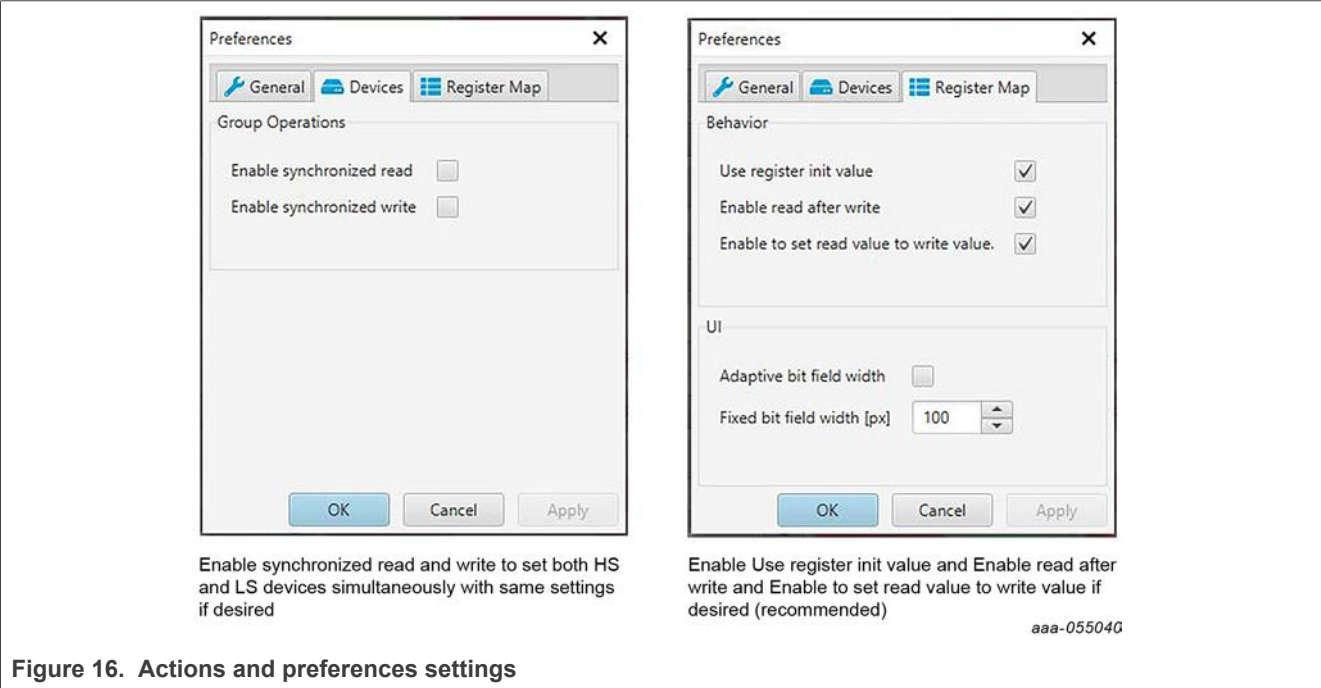 Preferences
General Devices Register Map
Group Operations
Enable synchronized read
Enable synchronized write
OK Cancel Apply
Enable synchronized read and write to set both HS
and LS devices simultaneously with same settings
if desired
Preferences
General Devices Register Map
Behavior
Use register init value
Enable read after write
Enable to set read value to write value.
UI
Adaptive bit field width
Fixed bit field width [px] 100
OK Cancel Apply
Enable Use register init value and Enable read after
write and Enable to set read value to write value if
desired (recommended)
aaa-055040
Figure 16. Actions and preferences settings